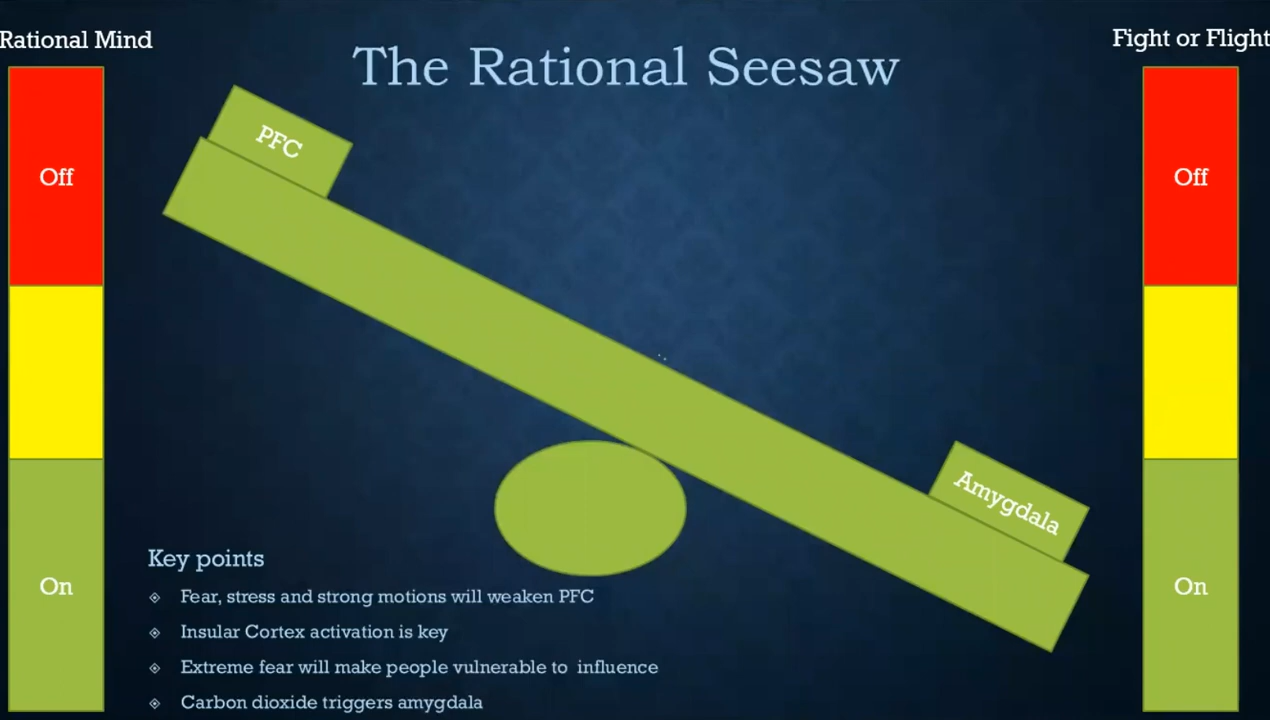 Rational Mind
The Rational Seesaw
Fight or Flight
PFC
Off
Off
Amygdala
Key points
On
On
Fear, stress and strong motions will weaken PFC
Insular Cortex activation is key
Extreme fear will make people vulnerable to influence
Carbon dioxide triggers amygdala